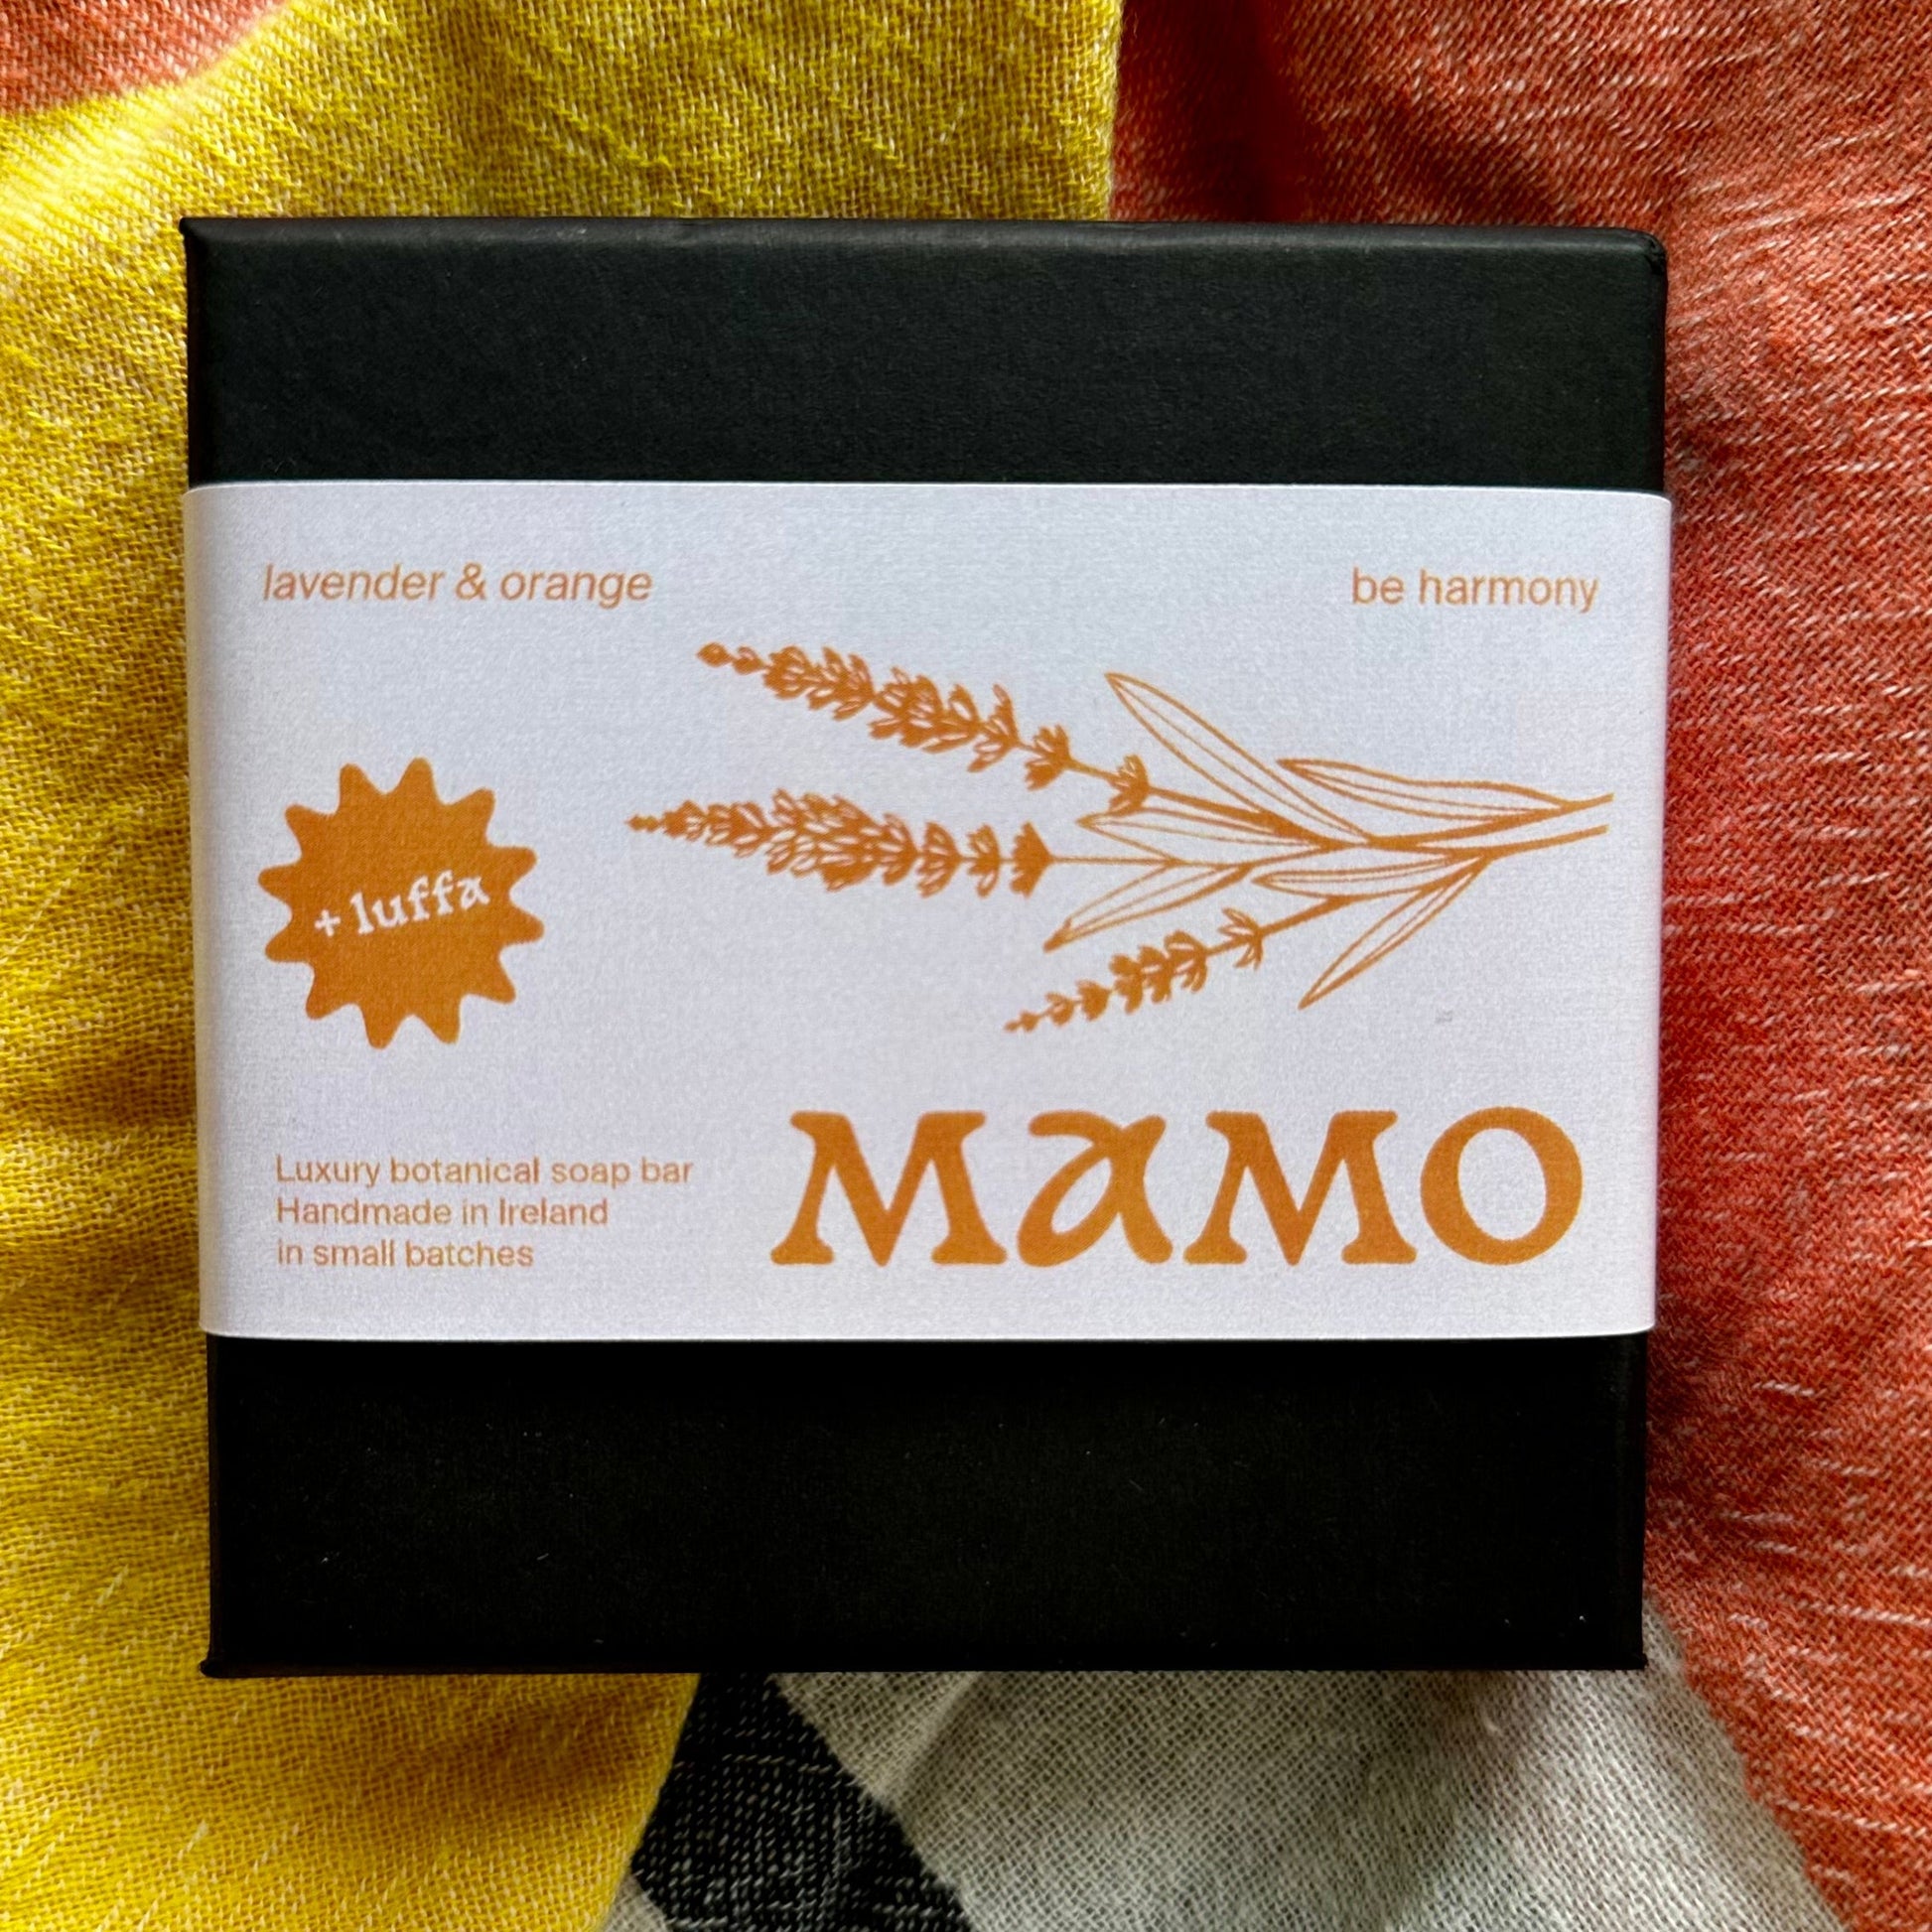 lavender & orange
be harmony
+ luffa
Luxury botanical soap bar
Handmade in Ireland
in small batches
MaMO